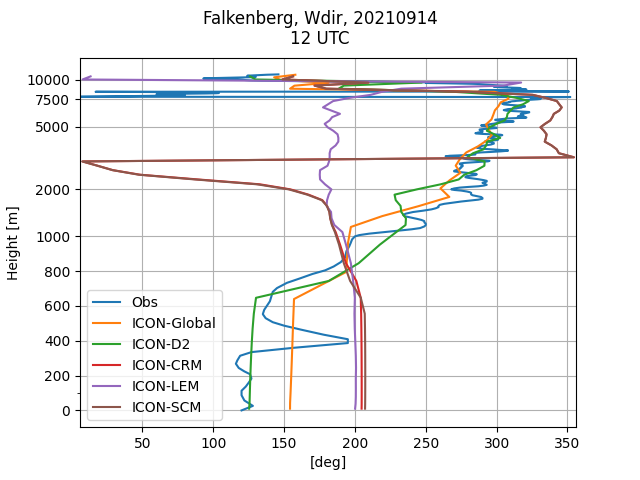 Falkenberg, Wdir, 20210914
12 UTC
10000
7500
5000
2000
1000
800
600
400
200
0
Height [m]
Obs
ICON-Global
ICON-D2
ICON-CRM
ICON-LEM
ICON-SCM
50
100
150
200
250
300
350
[deg]